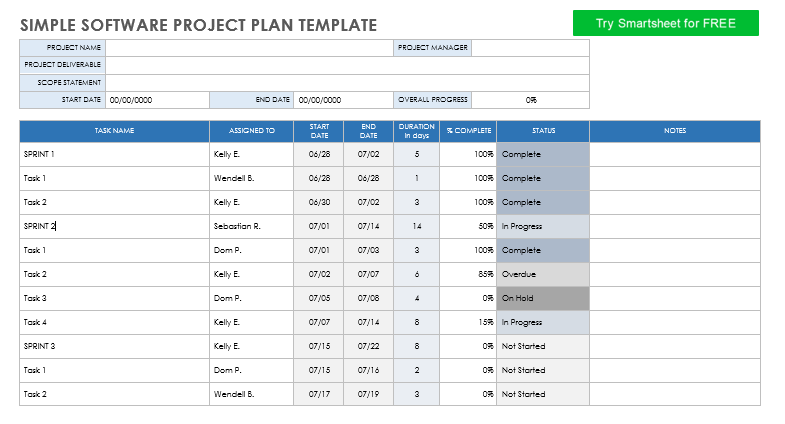 SIMPLE SOFTWARE PROJECT PLAN TEMPLATE
Try Smartsheet for FREE
PROJECT NAME PROJECT MANAGER
PROJECT DELIVERABLE
SCOPE STATEMENT
START DATE 00/00/0000 END DATE 00/00/0000 OVERALL PROGRESS 0%
TASK NAME ASSIGNED TO START DATE END DATE DURATION in days % COMPLETE STATUS NOTES
SPRINT 1 Kelly E. 06/28 07/02 5 100% Complete
Task 1 Wendell B. 06/28 06/28 1 100% Complete
Task 2 Kelly E. 06/30 07/02 3 100% Complete
SPRINT 2 Sebastian R. 07/01 07/14 14 50% In Progress
Task 1 Dom P. 07/01 07/03 3 100% Complete
Task 2 Kelly E. 07/02 07/07 6 85% Overdue
Task 3 Dom P. 07/05 07/08 4 0% On Hold
Task 4 Kelly E. 07/07 07/14 8 15% In Progress
SPRINT 3 Kelly E. 07/15 07/22 8 0% Not Started
Task 1 Dom P. 07/15 07/16 2 0% Not Started
Task 2 Wendell B. 07/17 07/19 3 0% Not Started